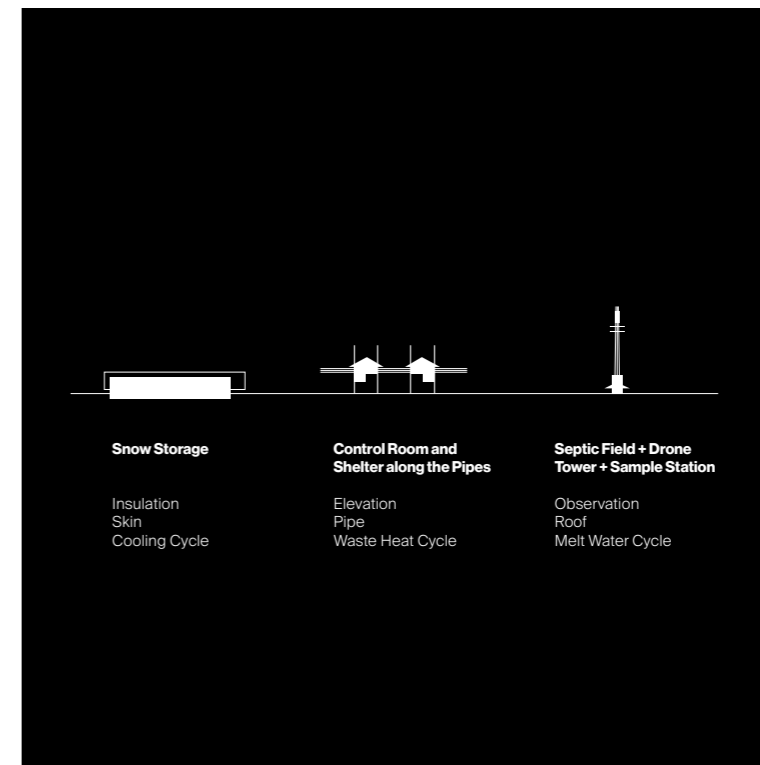 Snow Storage
Insulation
Skin
Cooling Cycle
Control Room and
Shelter along the Pipes
Elevation
Pipe
Waste Heat Cycle
Septic Field + Drone
Tower + Sample Station
Observation
Roof
Melt Water Cycle